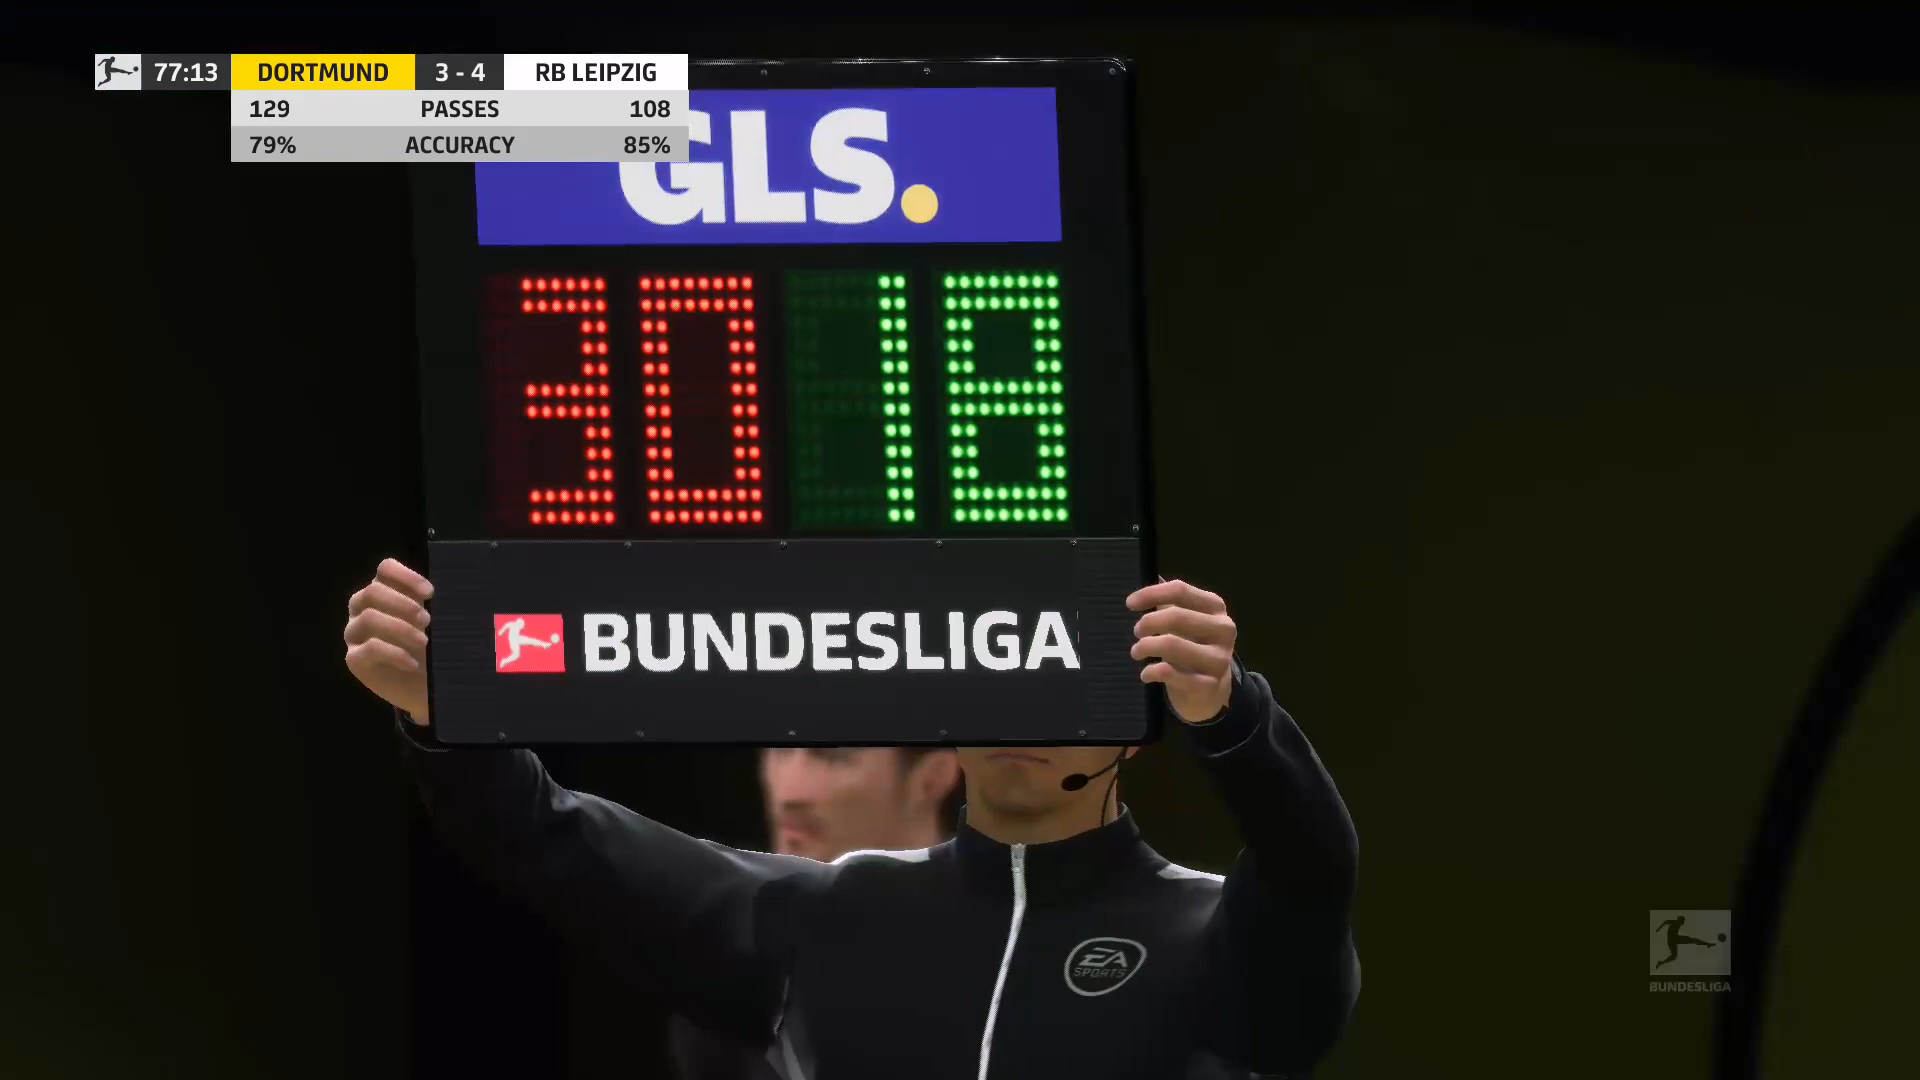 77:13 DORTMUND 3 - 4 RB LEIPZIG
129 PASSES 108
79% ACCURACY 85%
GLS.
30 18
BUNDESLIGA
EA SPORTS
BUNDESLIGA